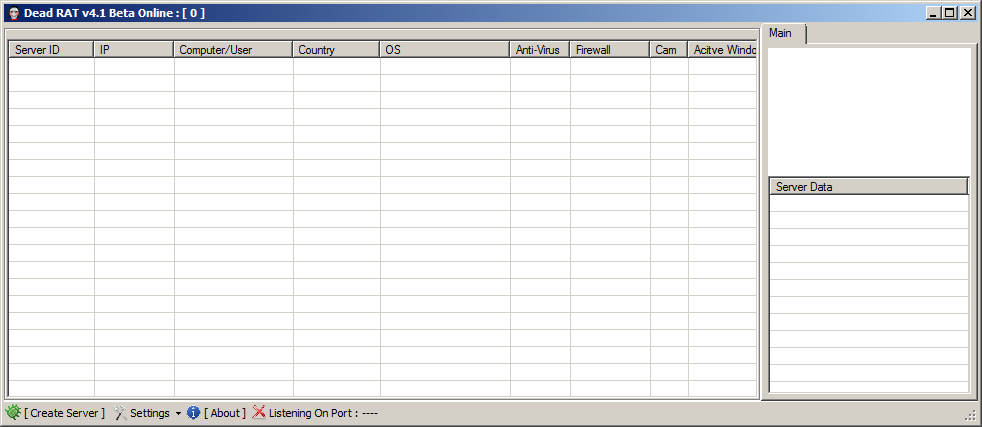 Dead RAT v4.1 Beta Online : [ 0 ]
Main
Server ID IP Computer/User Country OS Anti-Virus Firewall Cam Acitve Windo
Server Data
[ Create Server ] Settings [ About ] Listening On Port : ----